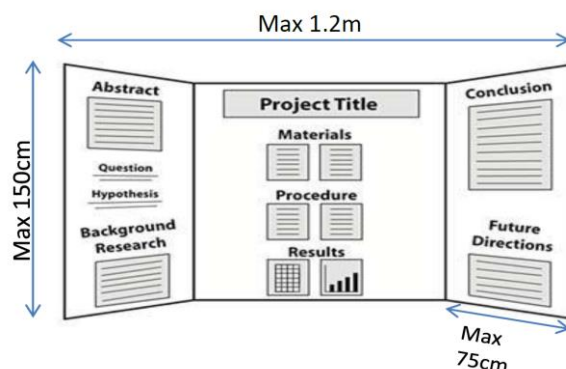 Max 1.2m
Max 150cm
Abstract
Question
Hypothesis
Background
Research
Project Title
Materials
Procedure
Results
Conclusion
Future
Directions
Max
75cm